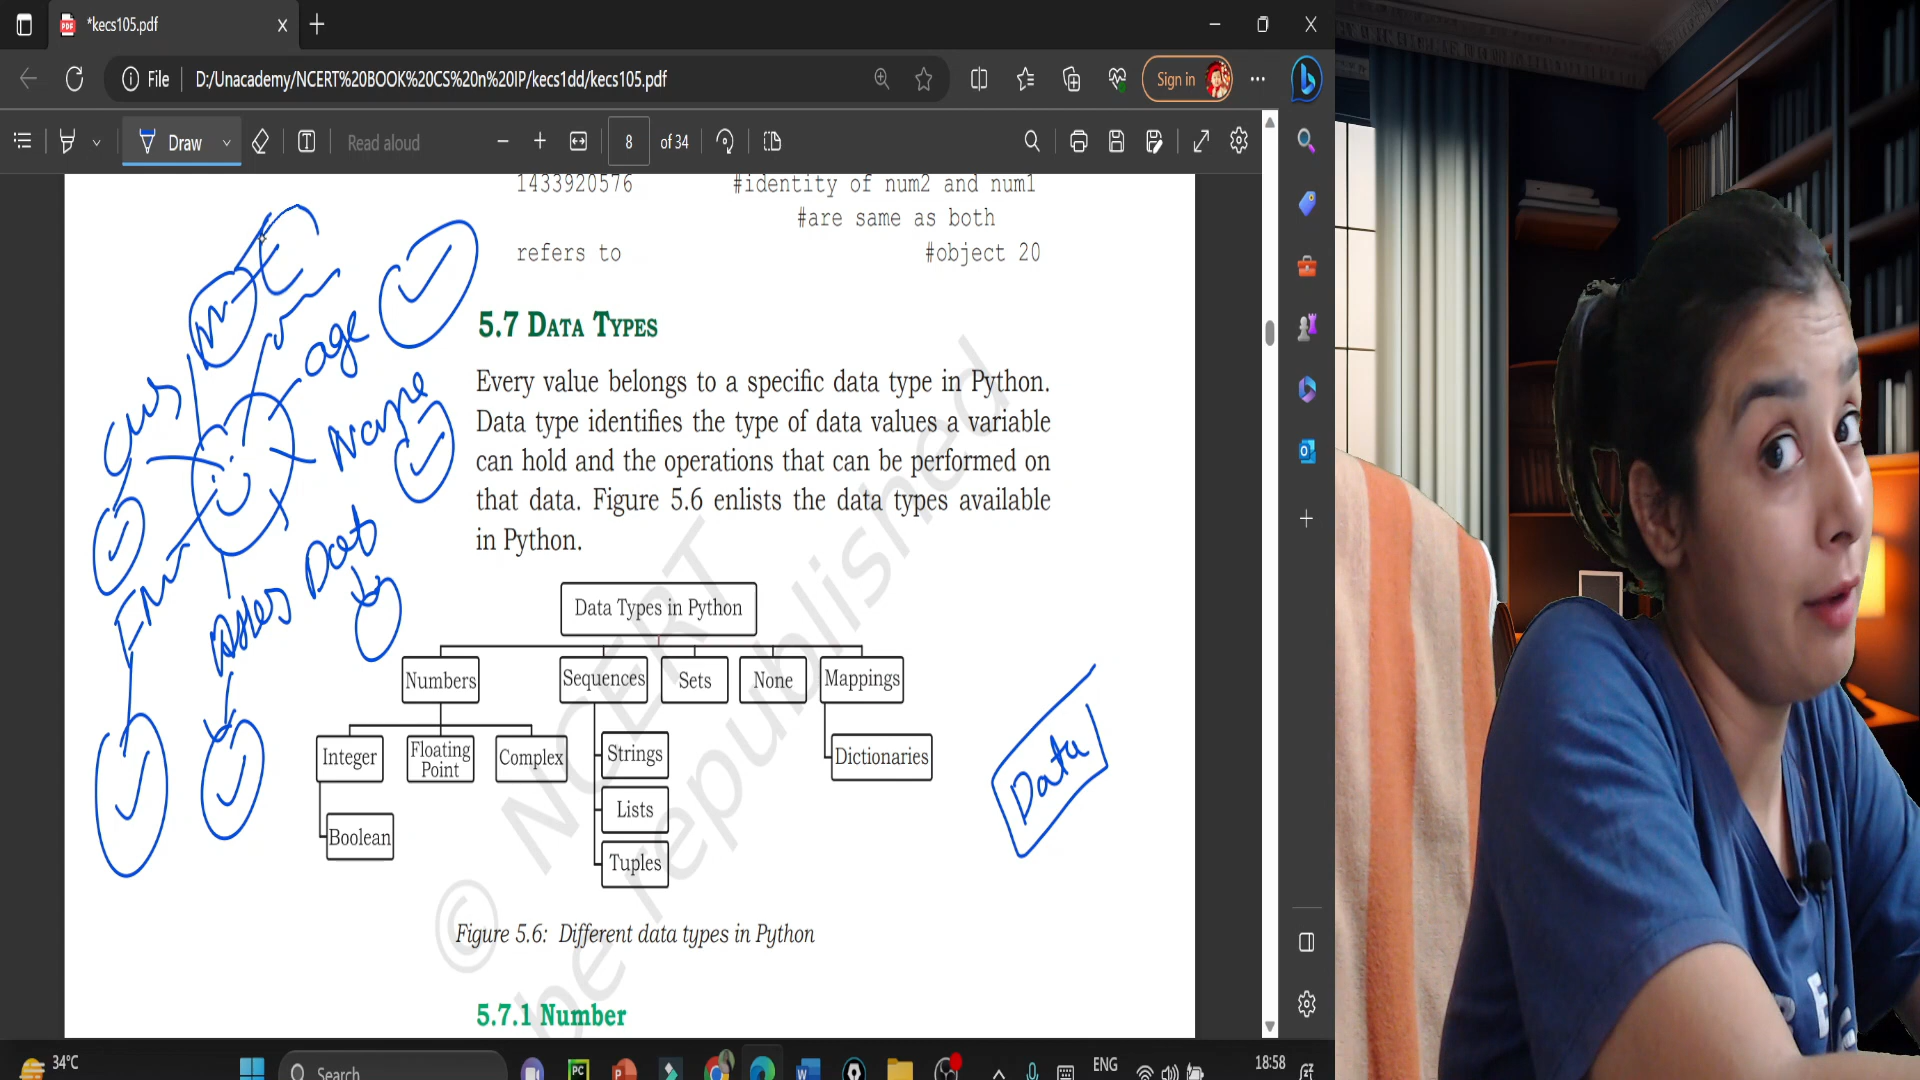 *kecs105.pdf
File
D:/Unacademy/NCERT%20BOOK%20CS%20n%20IP/kecs1dd/kecs105.pdf
Sign in
Draw
Read aloud
8
of 34
1433920576 #identity of num2 and num1
#are same as both
refers to #object 20
5.7 DATA TYPES
Every value belongs to a specific data type in Python.
Data type identifies the type of data values a variable
can hold and the operations that can be performed on
that data. Figure 5.6 enlists the data types available
in Python.
age
Name
Data Types in Python
Numbers
Sequences
Sets
None
Mappings
Integer
Floating
Point
Complex
Strings
Dictionaries
Lists
Boolean
Tuples
Data
Figure 5.6: Different data types in Python
5.7.1 Number
© NCERT
be republished
34°C
Search
ENG
18:58